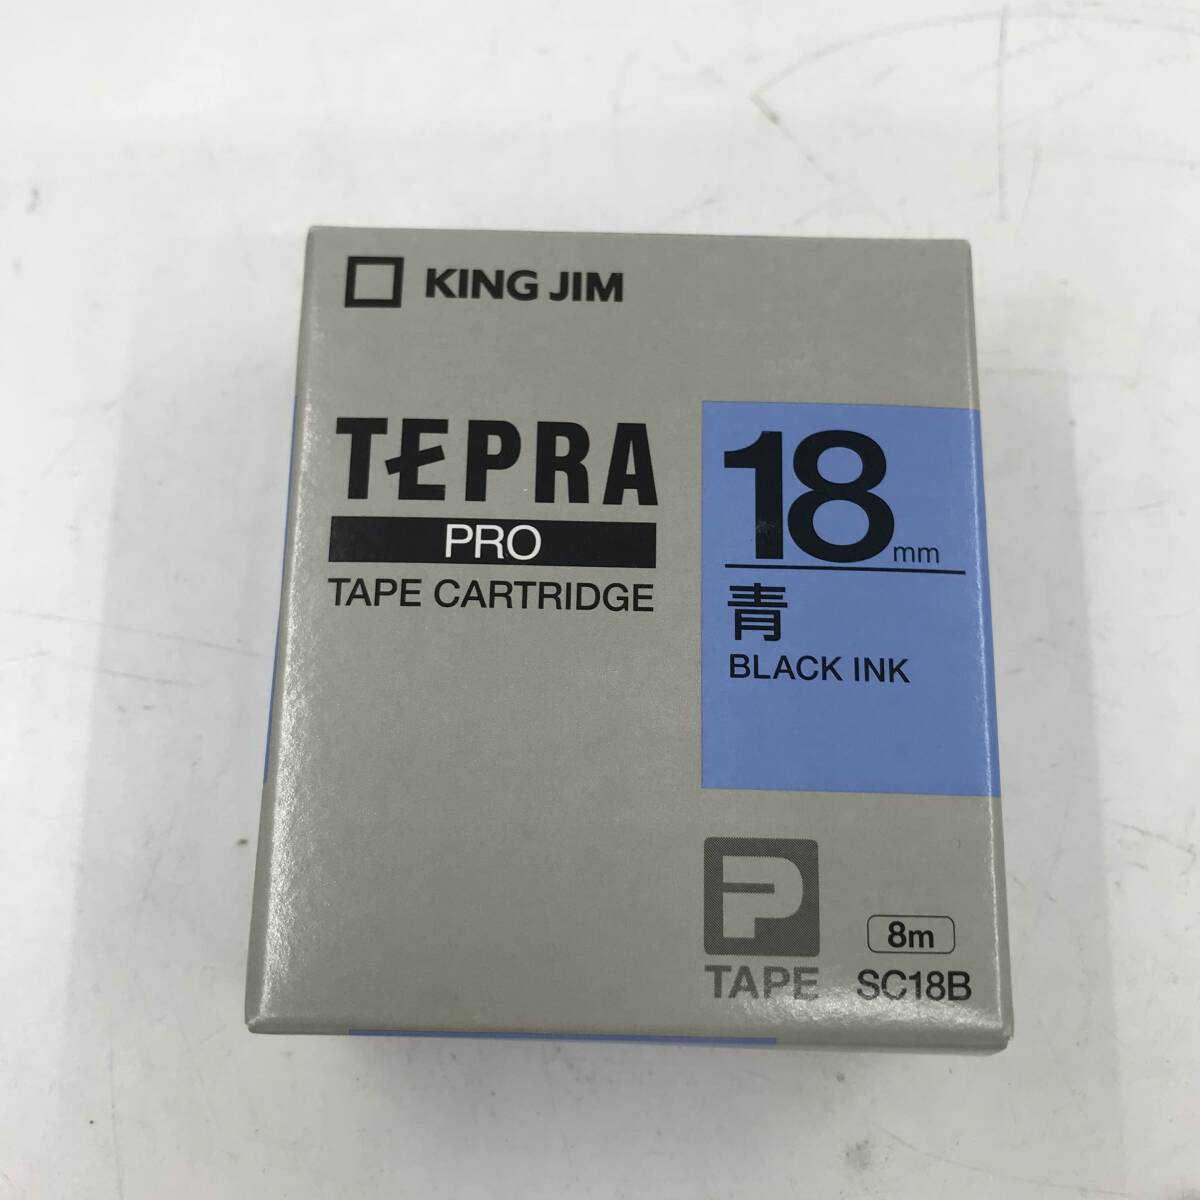 KING JIM
TEPRA
PRO
TAPE CARTRIDGE
18mm
青
BLACK INK
P
TAPE
8m
SC18B